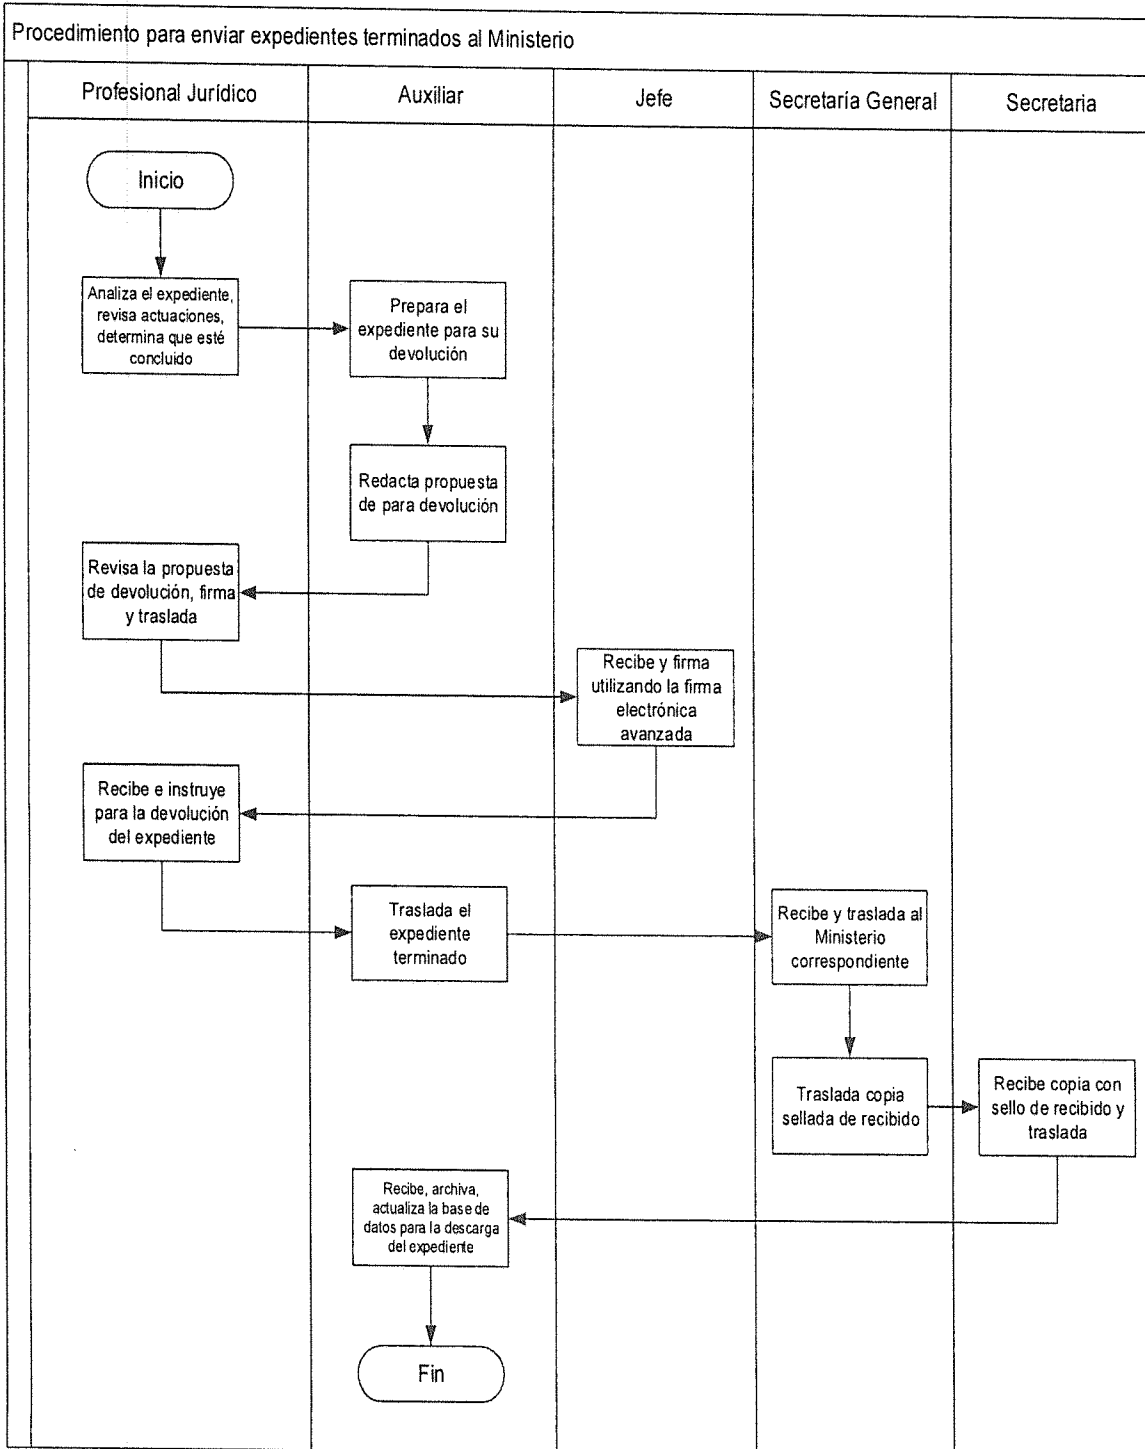 Procedimiento para enviar expedientes terminados al Ministerio
Profesional Jurídico
Auxiliar
Jefe
Secretaría General
Secretaria
Inicio
Analiza el expediente,
revisa actuaciones,
determina que esté
concluido
Prepara el
expediente para su
devolución
Redacta propuesta
de para devolución
Revisa la propuesta
de devolución, firma
y traslada
Recibe y firma
utilizando la firma
electrónica
avanzada
Recibe e instruye
para la devolución
del expediente
Traslada el
expediente
terminado
Recibe y traslada al
Ministerio
correspondiente
Traslada copia
sellada de recibido
Recibe copia con
sello de recibido y
traslada
Recibe, archiva,
actualiza la base de
datos para la descarga
del expediente
Fin